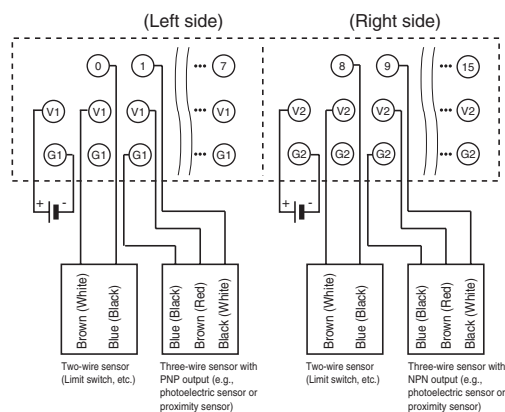 (Left side) (Right side)
0 1 ... 7 8 9 ... 15
V1 V1 V1 ... V1 V2 V2 V2 ... V2
G1 G1 G1 ... G1 G2 G2 G2 ... G2
+ - + -
Brown (White)
Blue (Black)
Blue (Black)
Brown (Red)
Black (White)
Brown (White)
Blue (Black)
Blue (Black)
Brown (Red)
Black (White)
Two-wire sensor
(Limit switch, etc.)
Three-wire sensor with
PNP output (e.g.,
photoelectric sensor or
proximity sensor)
Two-wire sensor
(Limit switch, etc.)
Three-wire sensor with
NPN output (e.g.,
photoelectric sensor or
proximity sensor)